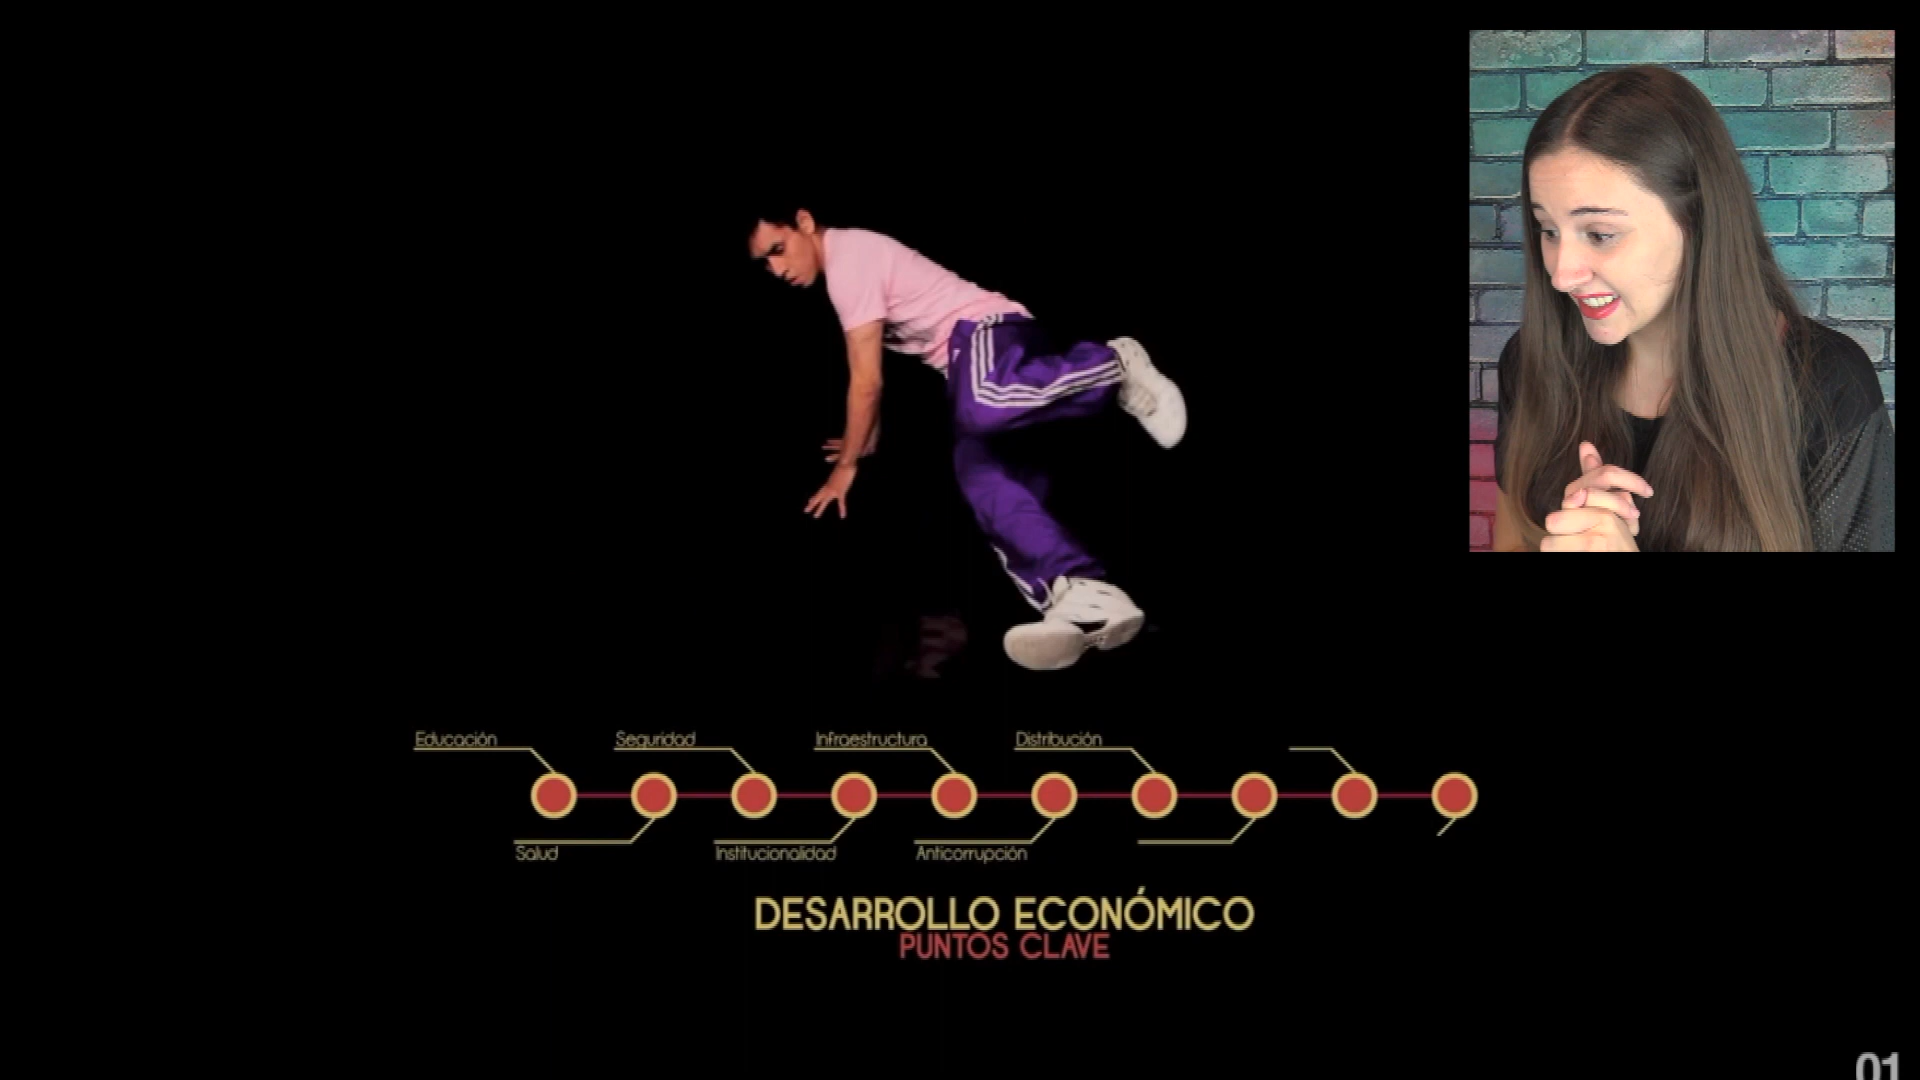 Educación
Seguridad
Infraestructura
Distribución
Salud
Institucionalidad
Anticorrupción
DESARROLLO ECONÓMICO
PUNTOS CLAVE
01